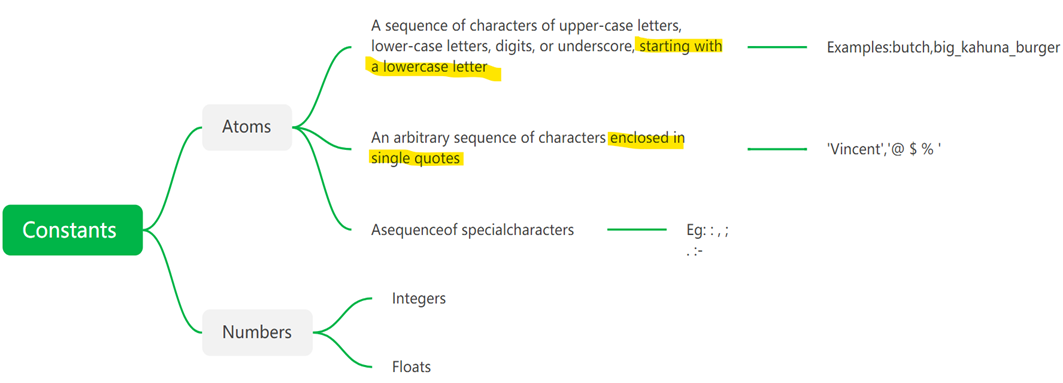 A sequence of characters of upper-case letters,
lower-case letters, digits, or underscore, starting with
a lowercase letter
Examples:butch,big_kahuna_burger
Atoms
An arbitrary sequence of characters enclosed in
single quotes
'Vincent','@ $ % '
Constants
Asequenceof specialcharacters
Eg: : , ;
. :-
Numbers
Integers
Floats